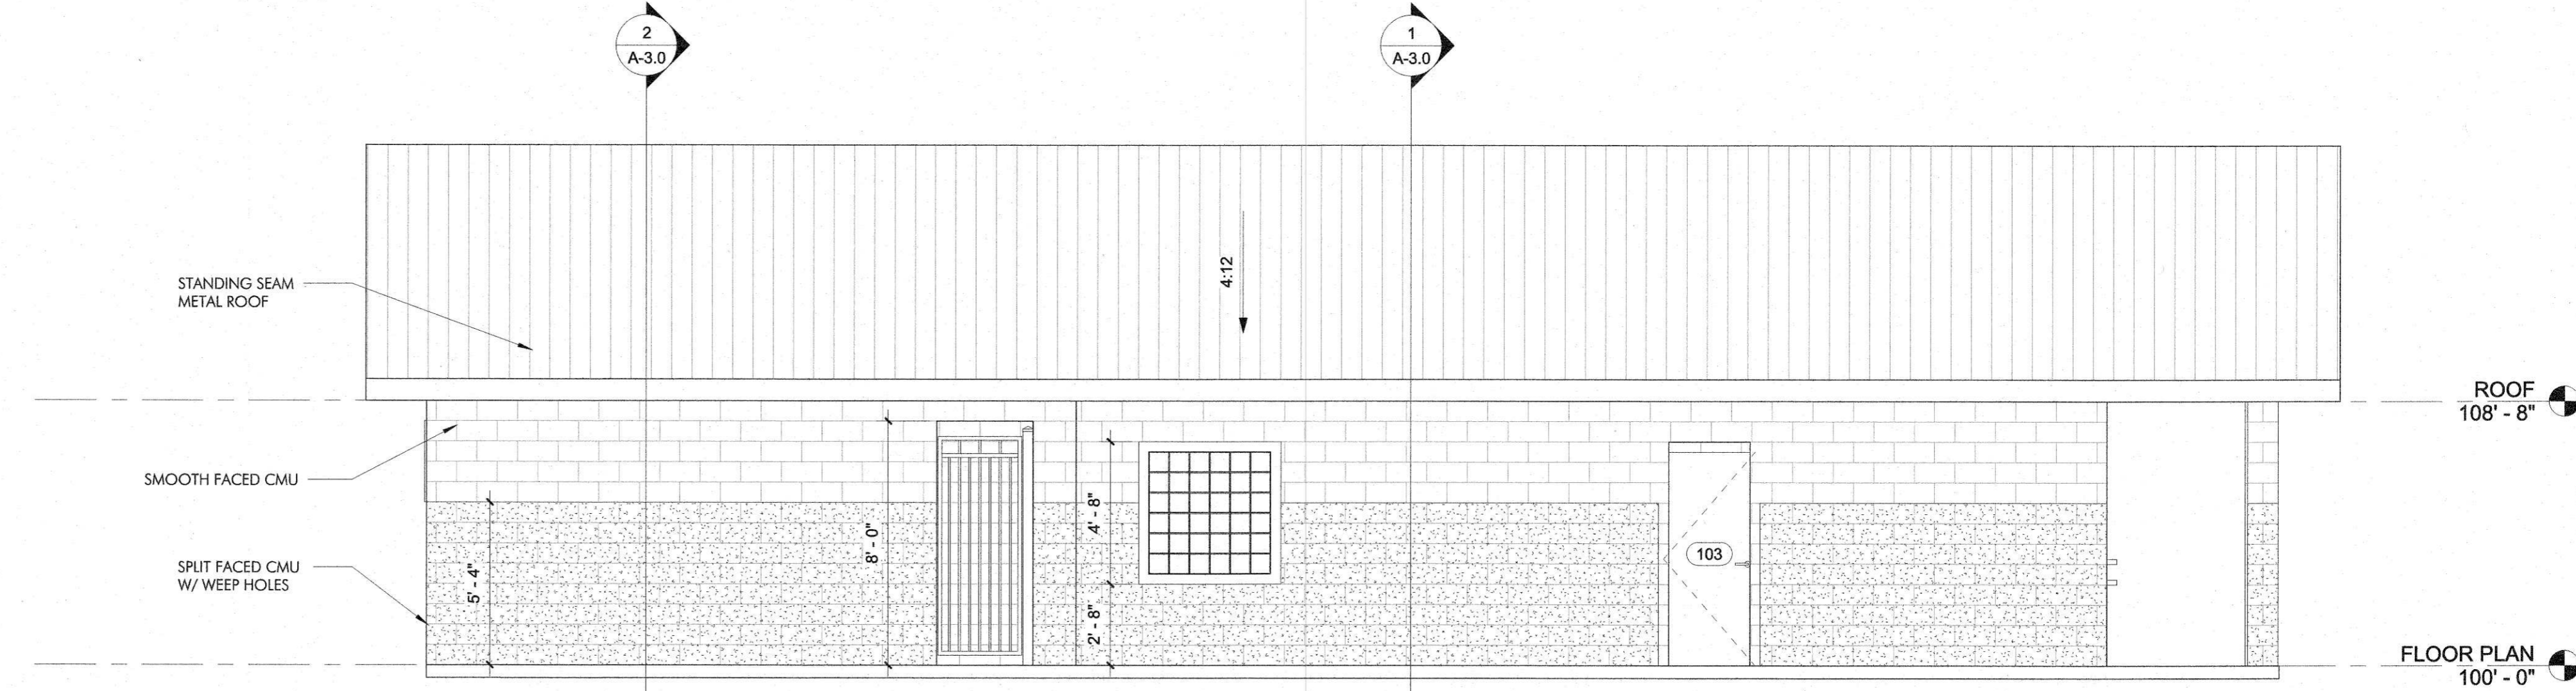 2
A-3.0
1
A-3.0
STANDING SEAM
METAL ROOF
4:12
ROOF
108' - 8"
SMOOTH FACED CMU
8' - 0"
4' - 8"
SPLIT FACED CMU
W/ WEEP HOLES
5' - 4"
103
2' - 8"
FLOOR PLAN
100' - 0"